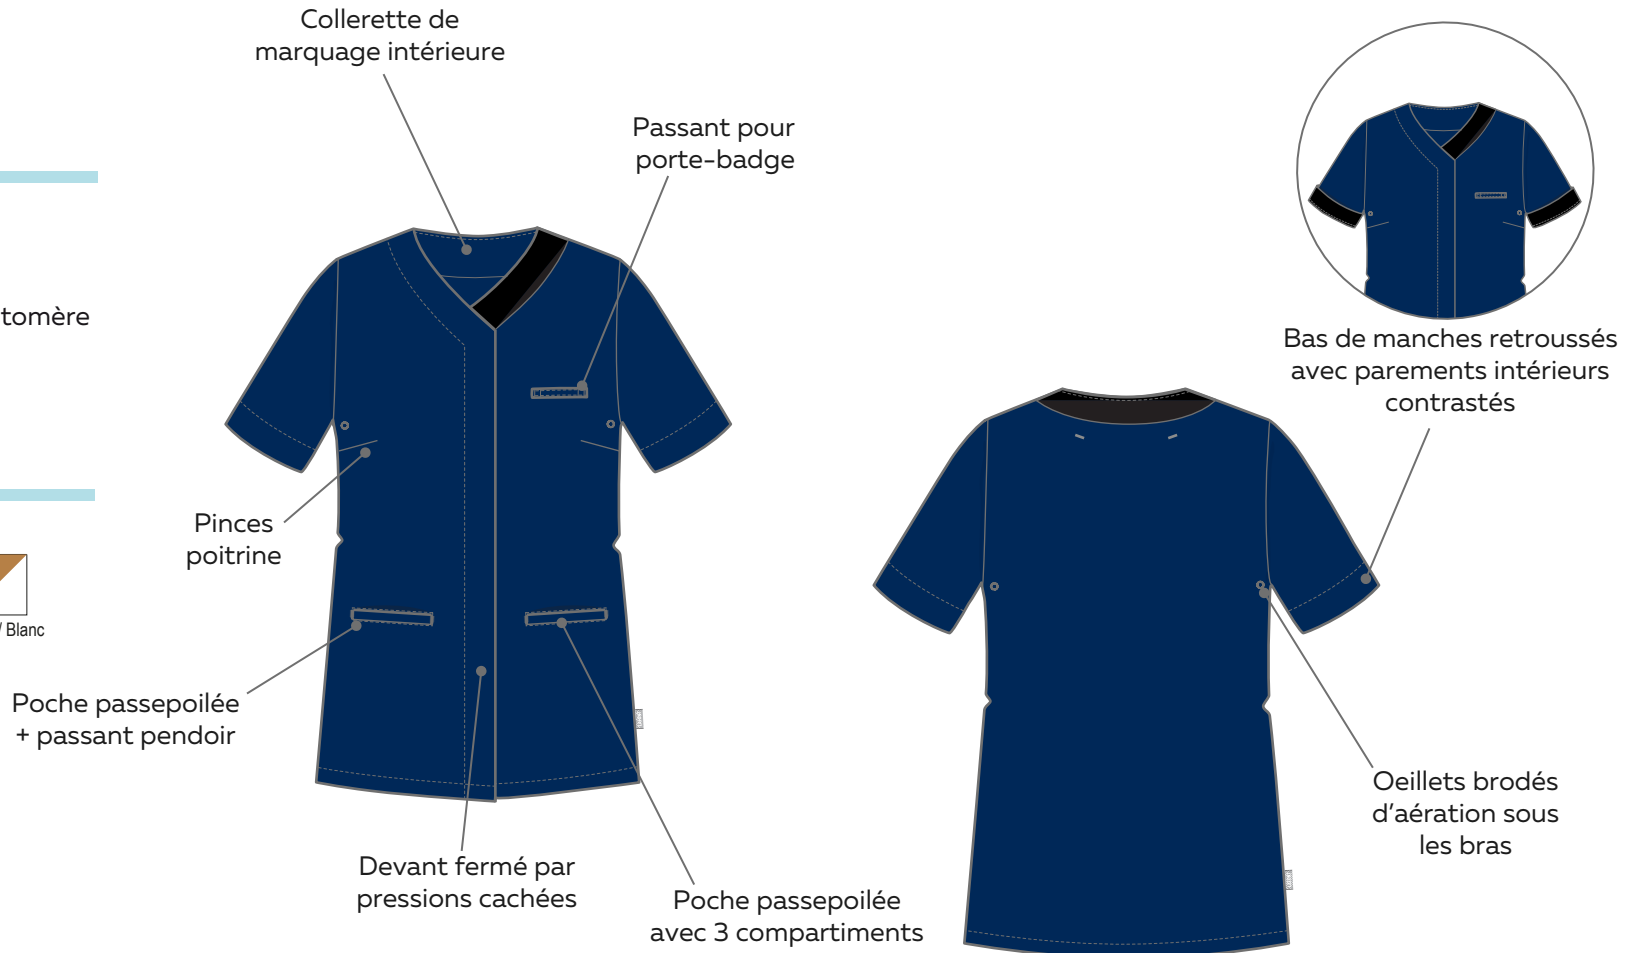 Collerette de
marquage intérieure
Passant pour
porte-badge
tomère
Bas de manches retroussés
avec parements intérieurs
contrastés
Pinces
poitrine
/ Blanc
Poche passepoilée
+ passant pendoir
Devant fermé par
pressions cachées
Poche passepoilée
avec 3 compartiments
Oeillets brodés
d'aération sous
les bras